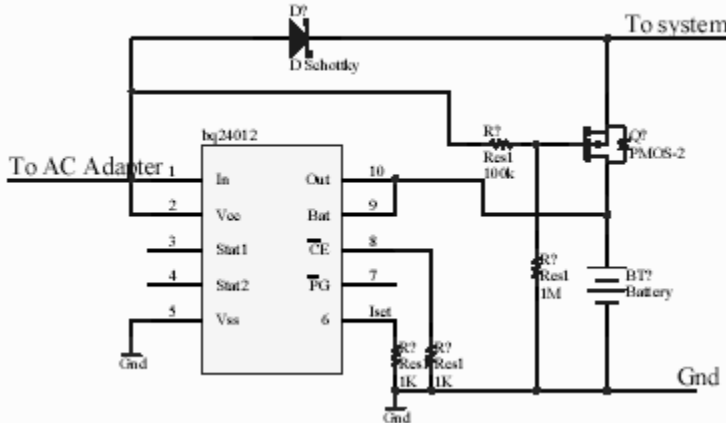 D?
To system
D Schottky
bq24012
R?
Res1
100k
Q?
PMOS-2
To AC Adapter
1
In
Out
10
2
Vcc
Bat
9
3
Stat1
CE
8
4
Stat2
PG
7
R?
Res1
1M
BT?
Battery
5
Vss
6
Iset
Gnd
R?
Res1
1K
R?
Res1
1K
Gnd
Gnd